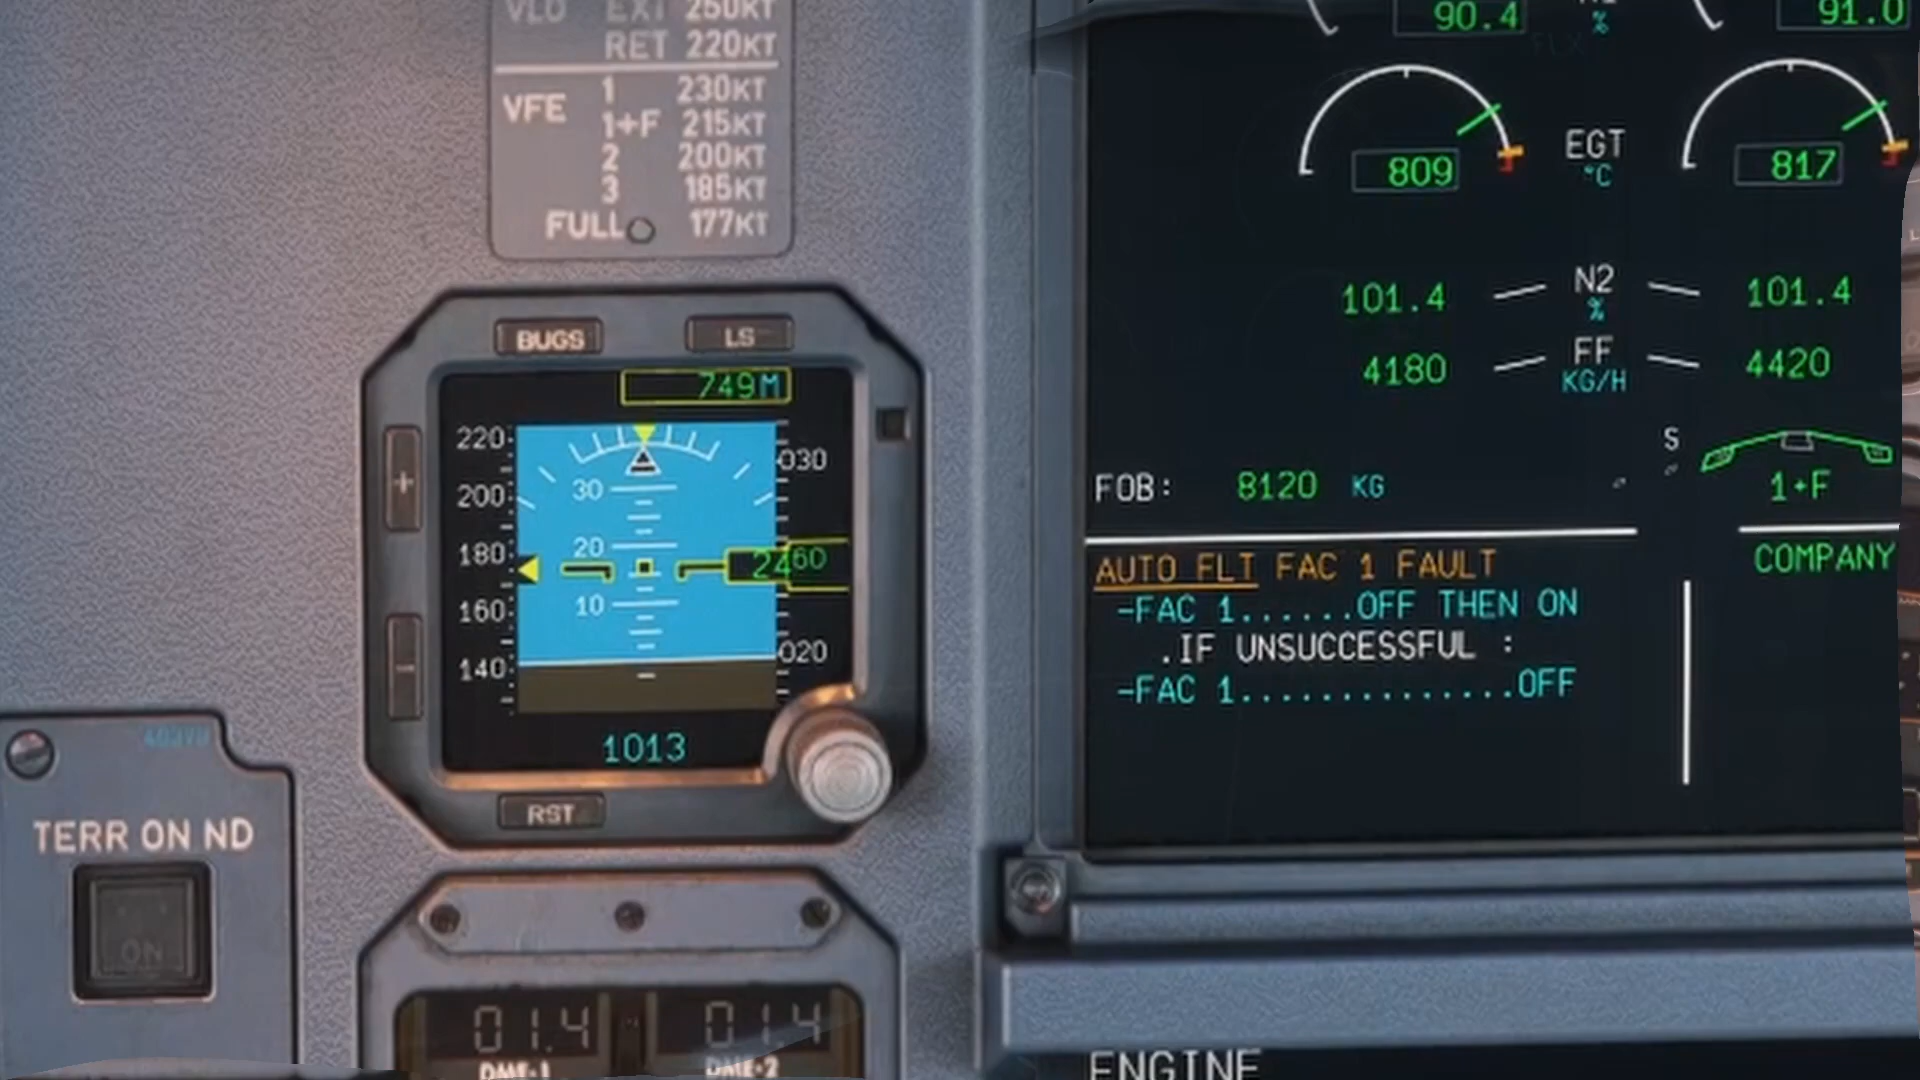 VLO EXT 250KT
RET 220KT
VFE 1 230KT
1+F 215KT
2 200KT
3 185KT
FULL 177KT
BUGS LS
749M
220
200
180
160
140
30
20
10
030
2460
020
+
-
1013
RST
TERR ON ND
ON
01.4 01.4
DME-1 DME-2
90.4 % 91.0
809 EGT °C 817
101.4 N2 % 101.4
4180 FF KG/H 4420
FOB: 8120 KG
S
1+F
AUTO FLT FAC 1 FAULT
-FAC 1......OFF THEN ON
.IF UNSUCCESSFUL :
-FAC 1..............OFF
COMPANY
ENGINE